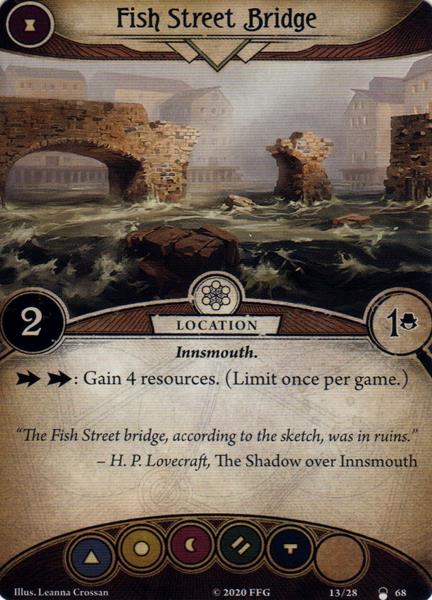 Fish Street Bridge
2
LOCATION
1
Innsmouth.
: Gain 4 resources. (Limit once per game.)
“The Fish Street bridge, according to the sketch, was in ruins.”
– H. P. Lovecraft, The Shadow over Innsmouth
Illus. Leanna Crossan © 2020 FFG 13/28 68